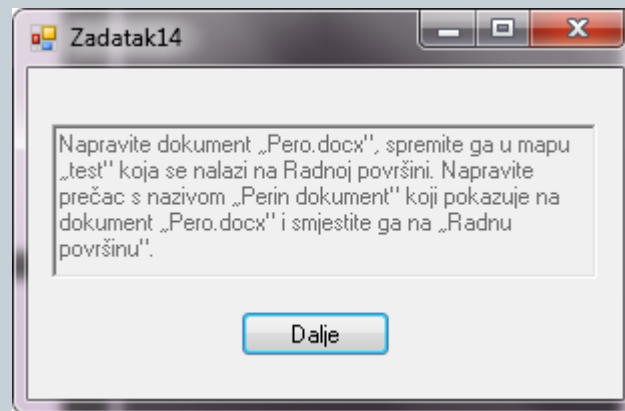 Zadatak14
Napravite dokument „Pero.docx", spremite ga u mapu
„test" koja se nalazi na Radnoj površini. Napravite
prečac s nazivom „Perin dokument" koji pokazuje na
dokument „Pero.docx" i smjestite ga na „Radnu
površinu".
Dalje